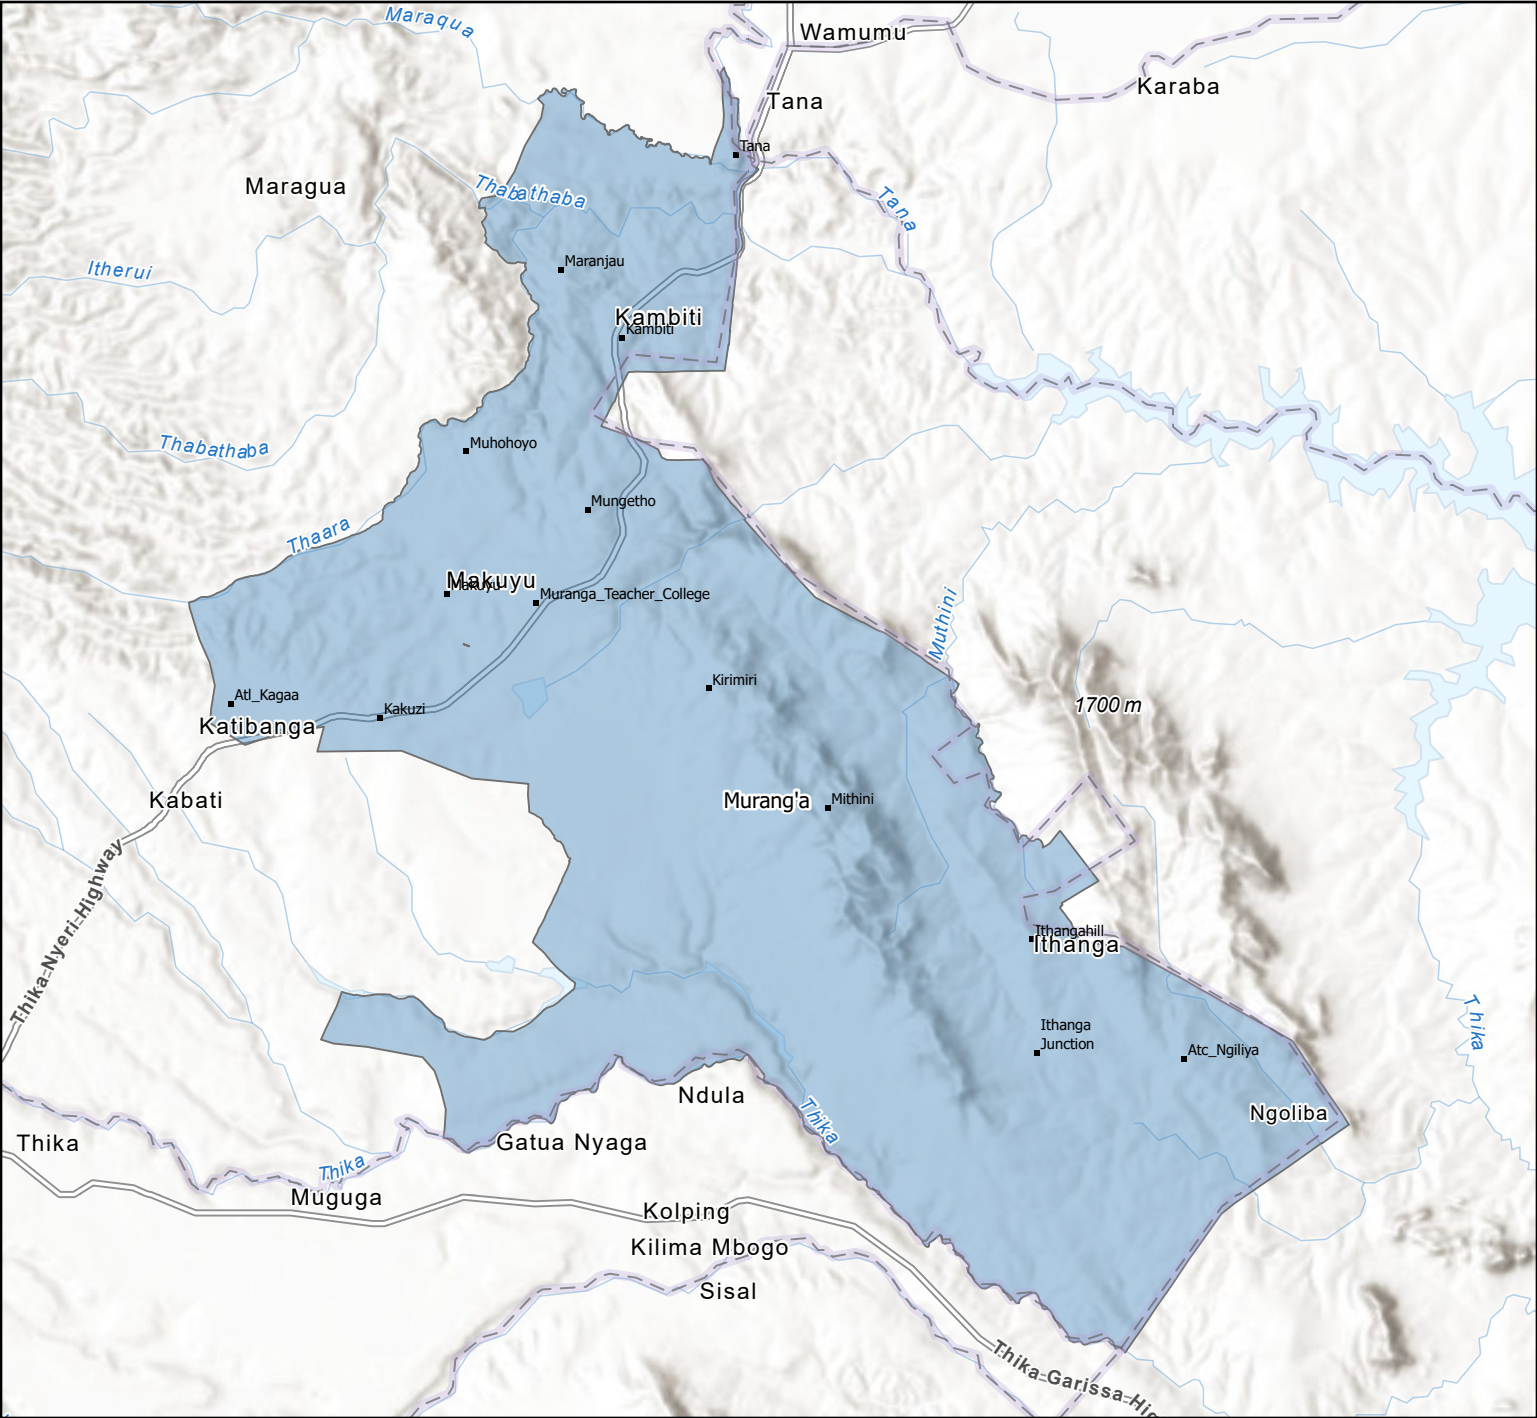 Maraqua
Wamumu
Karaba
Tana
Tana
Maragua
Thabathaba
Tana
Itherui
Maranjau
Kambiti
Kambiti
Muhohoyo
Thabathaba
Mungetho
Thaara
Makuyu
Makuyu
Muranga_Teacher_College
Muthini
Kirimiri
Atl_Kagaa
Kakuzi
1700 m
Katibanga
Kabati
Murang'a
Mithini
Thika-Nyeri-Highway
Ithangahill
Ithanga
Thika
Ithanga
Junction
Atc_Ngiliya
Ndula
Thika
Ngoliba
Thika
Gatua Nyaga
Thika
Muguga
Kolping
Kilima Mbogo
Sisal
Thika Garissa Hig